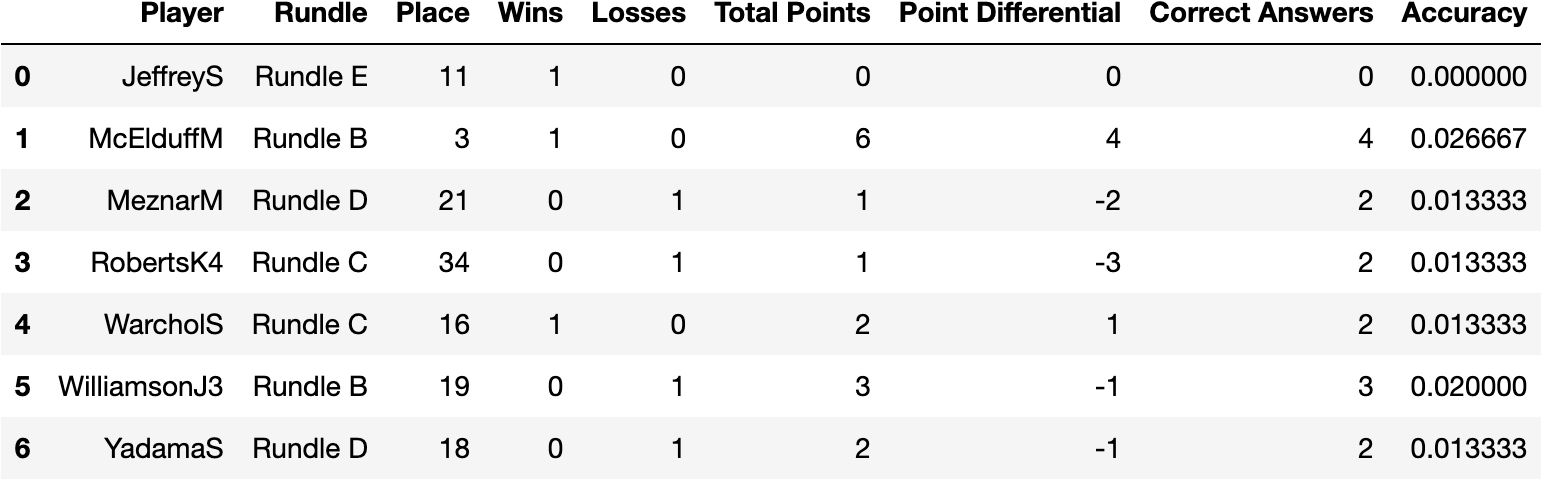 Player Rundle Place Wins Losses Total Points Point Differential Correct Answers Accuracy
0 JeffreyS Rundle E 11 1 0 0 0 0 0.000000
1 McElduffM Rundle B 3 1 0 6 4 4 0.026667
2 MeznarM Rundle D 21 0 1 1 -2 2 0.013333
3 RobertsK4 Rundle C 34 0 1 1 -3 2 0.013333
4 WarcholS Rundle C 16 1 0 2 1 2 0.013333
5 WilliamsonJ3 Rundle B 19 0 1 3 -1 3 0.020000
6 YadamaS Rundle D 18 0 1 2 -1 2 0.013333